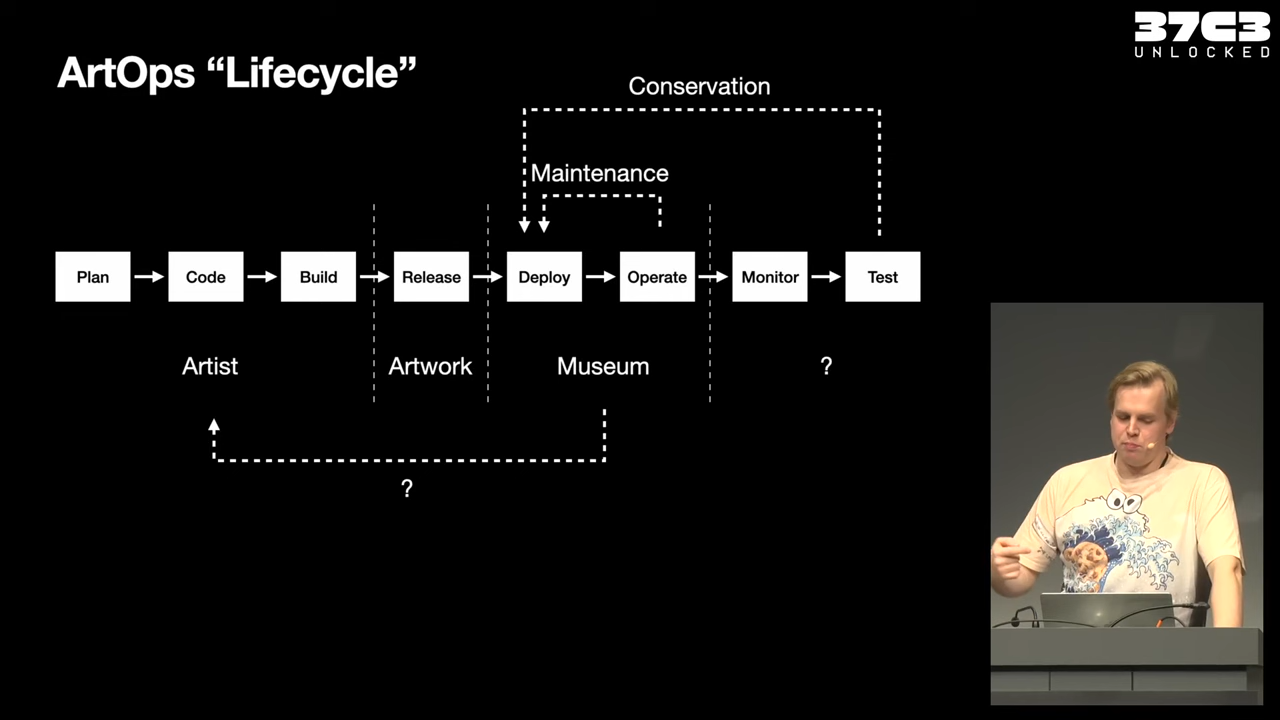 37C3
UNLOCKED
ArtOps “Lifecycle”
Conservation
Maintenance
Plan
Code
Build
Release
Deploy
Operate
Monitor
Test
Artist
Artwork
Museum
?
?